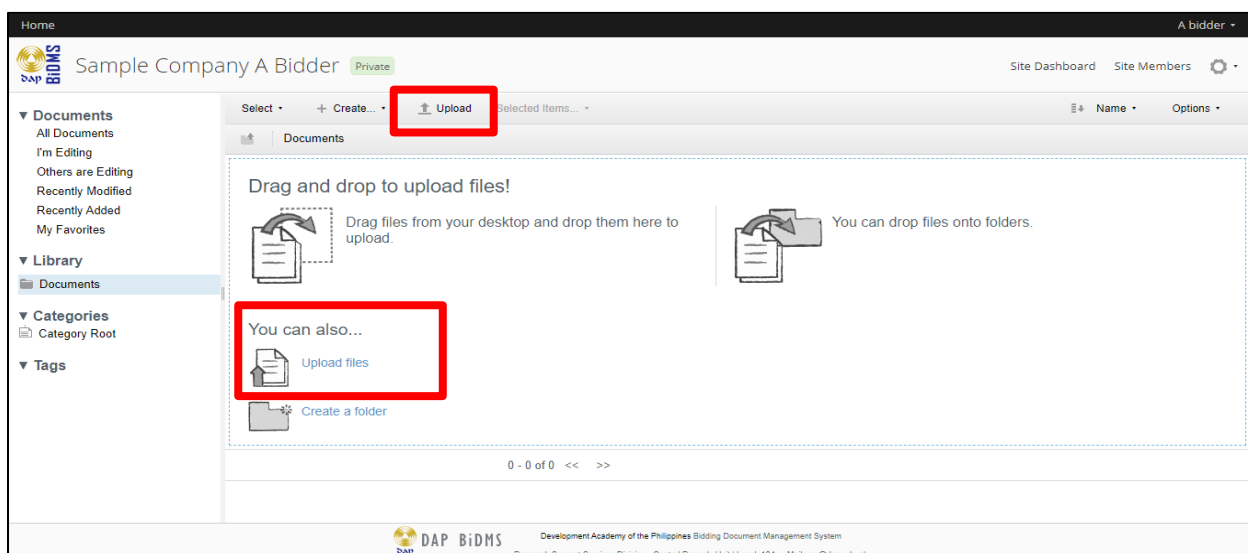 Home
A bidder
dap
BiDMS
Sample Company A Bidder
Private
Site Dashboard
Site Members
Documents
All Documents
I'm Editing
Others are Editing
Recently Modified
Recently Added
My Favorites
Library
Documents
Categories
Category Root
Tags
Select
+ Create...
Upload
Selected Items...
Name
Options
Documents
Drag and drop to upload files!
Drag files from your desktop and drop them here to
upload.
You can drop files onto folders.
You can also...
Upload files
Create a folder
0 - 0 of 0 << >>
dap
DAP BiDMS
Development Academy of the Philippines Bidding Document Management System